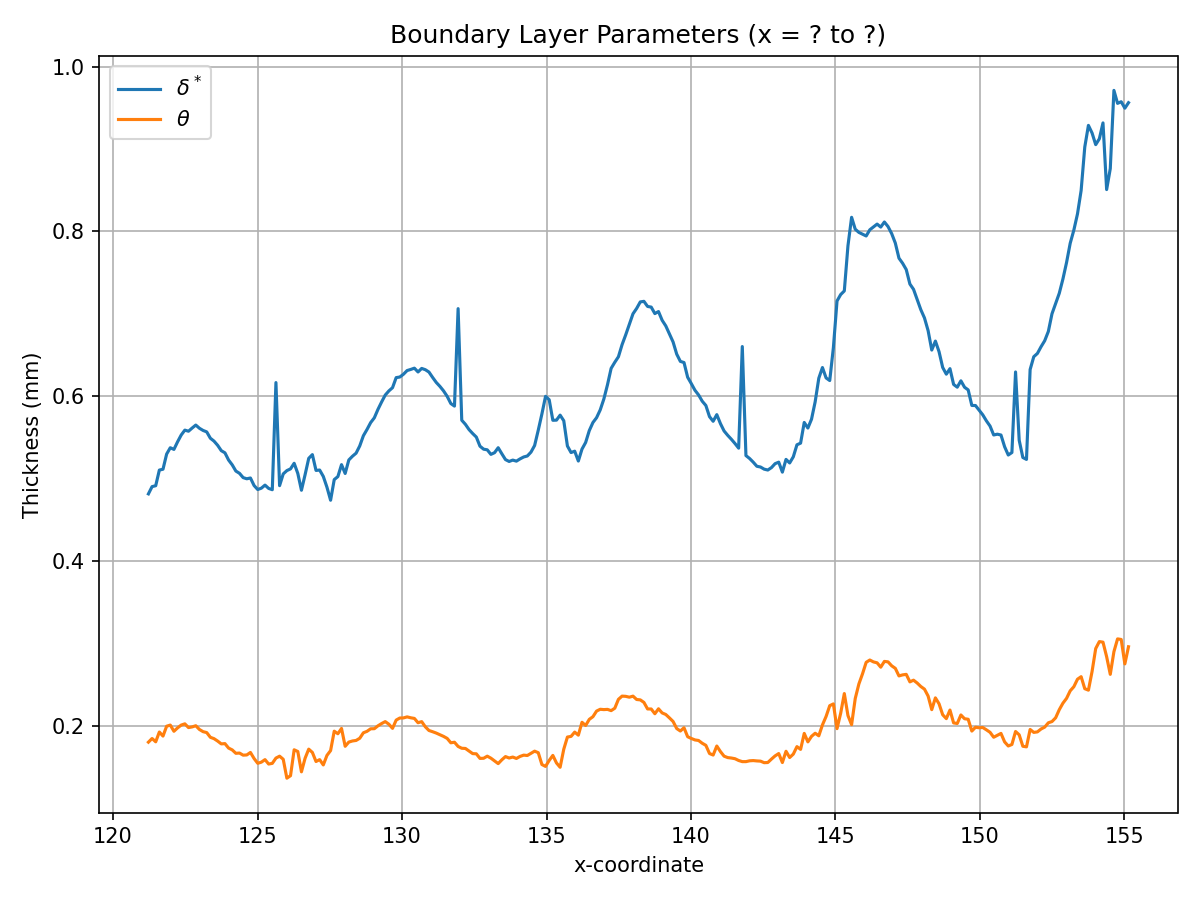 Boundary Layer Parameters (x = ? to ?)
δ*
θ
Thickness (mm)
1.0
0.8
0.6
0.4
0.2
120 125 130 135 140 145 150 155
x-coordinate